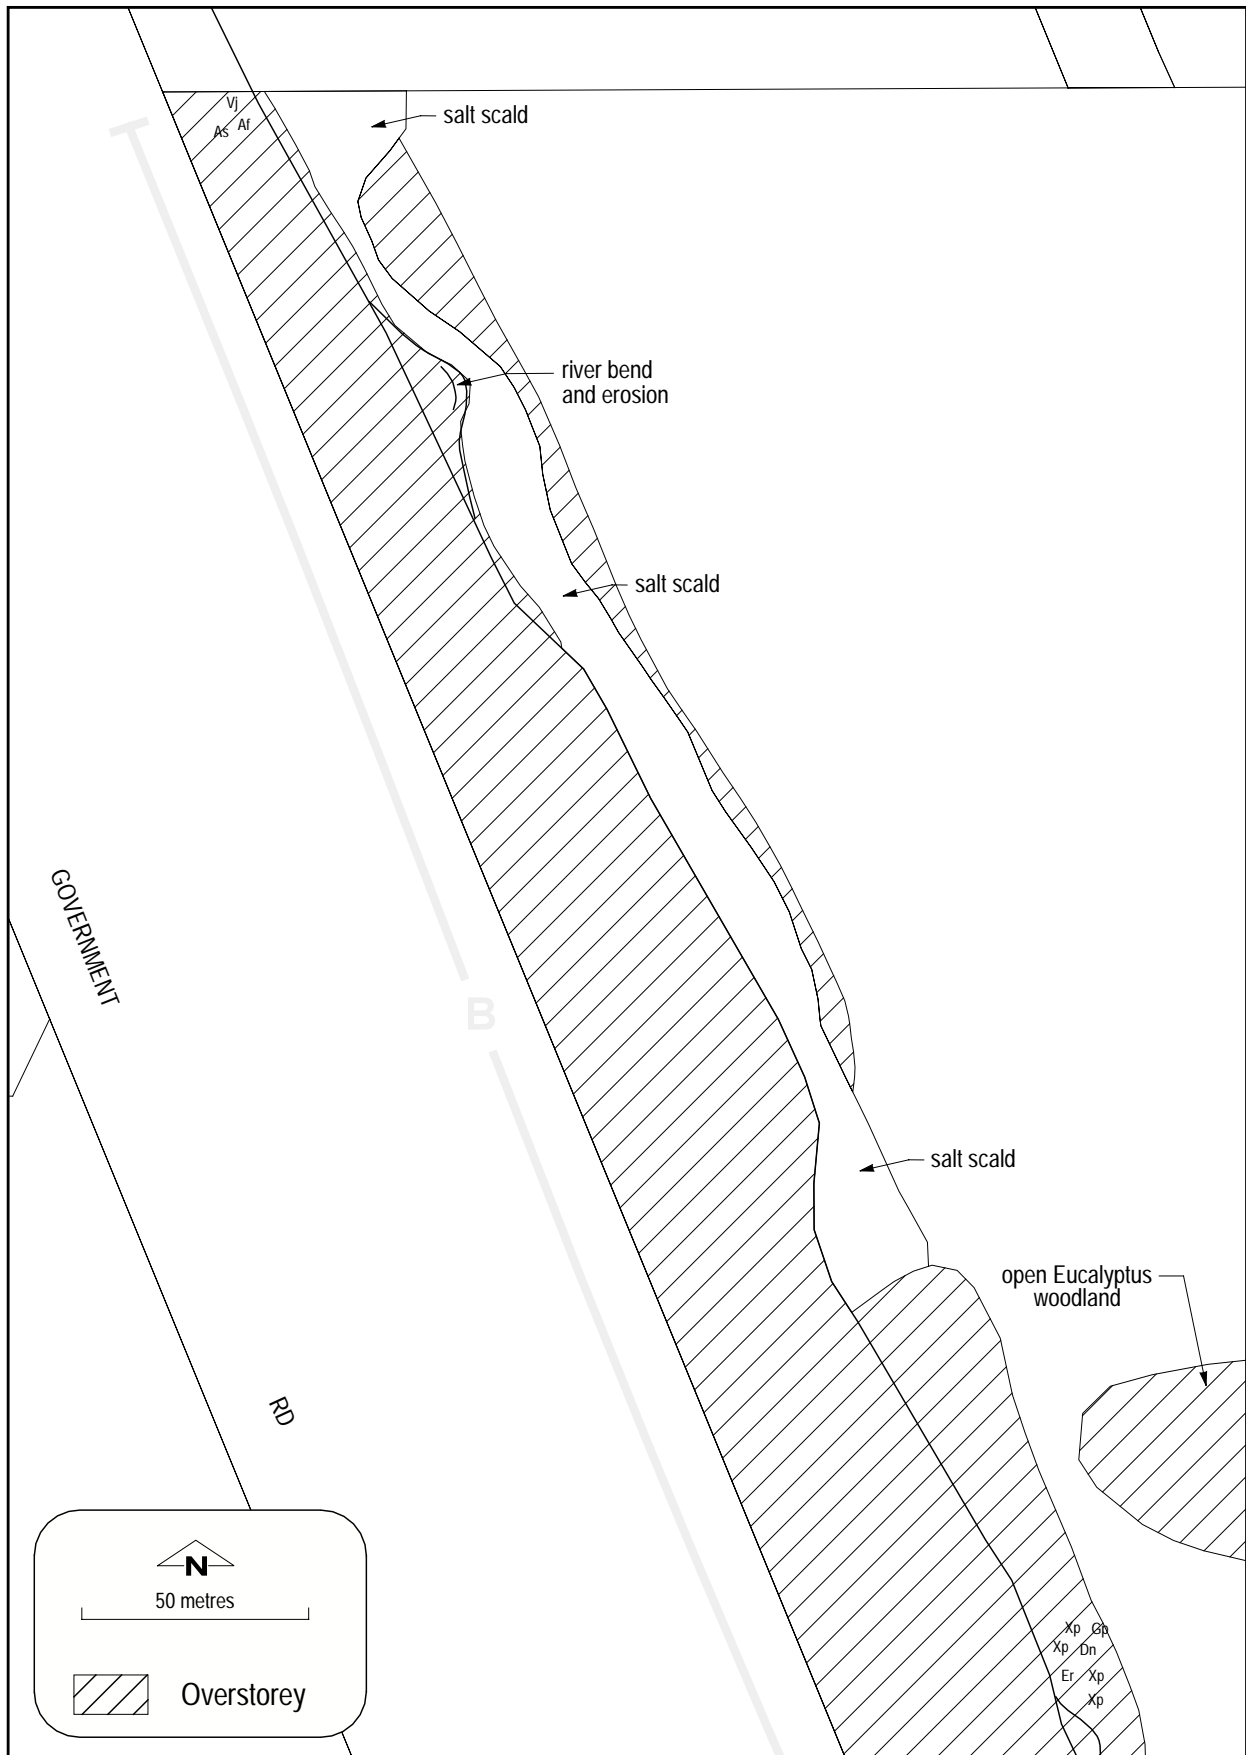 Vj
As Af
salt scald
river bend
and erosion
salt scald
GOVERNMENT
B
salt scald
open Eucalyptus
woodland
RD
N
50 metres
Overstorey
Xp Gp
Xp Dn
Er Xp
Xp